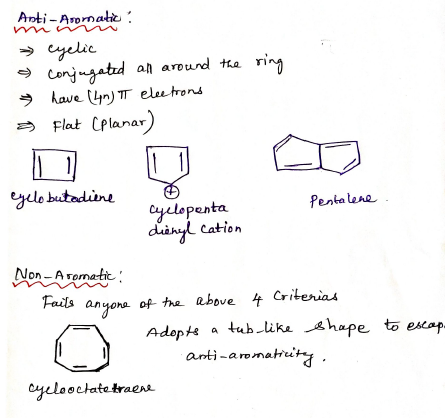 Anti-Aromatic:
⇒ cyclic
⇒ conjugated all around the ring
⇒ have (4n) π electrons
⇒ Flat (Planar)
cyclobutadiene
+
cyclopenta
dienyl cation
Pentalene.
Non-Aromatic:
Fails anyone of the above 4 Criterias
Adopts a tub-like shape to escap
anti-aromaticity.
cyclooctatetraene